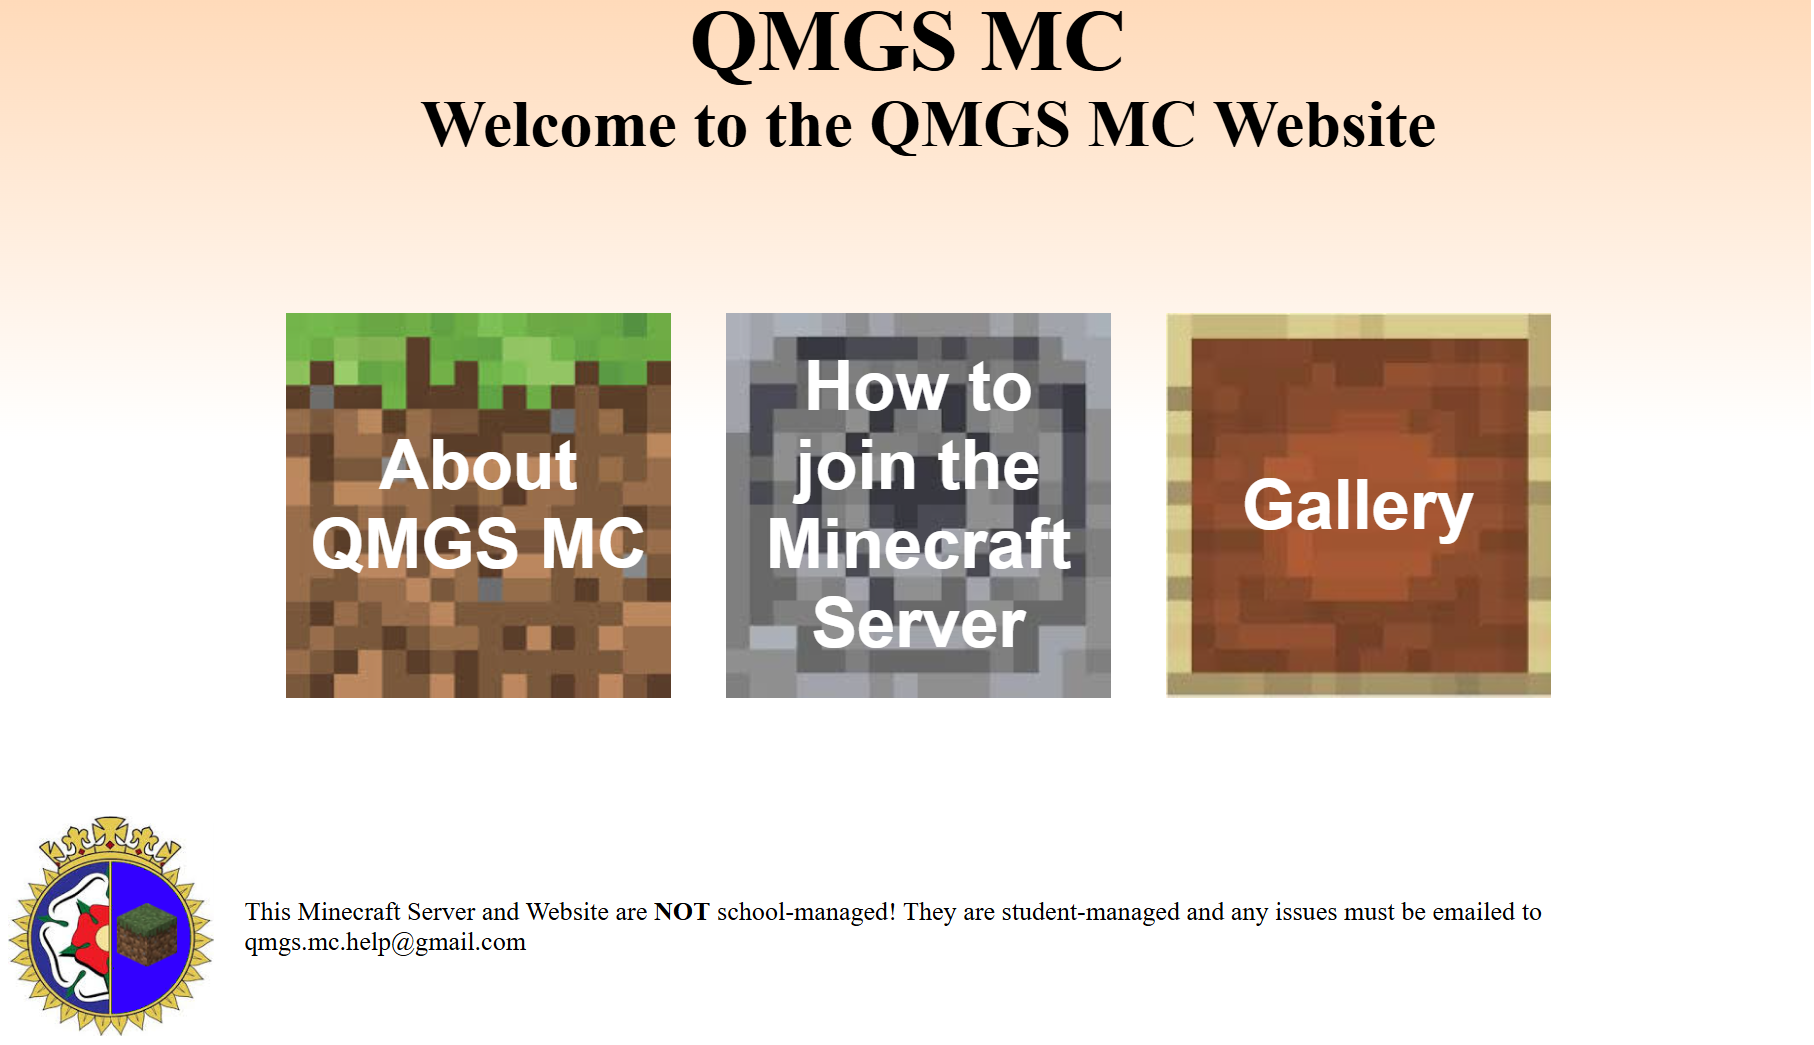 QMGS MC
Welcome to the QMGS MC Website
About
QMGS MC
How to
join the
Minecraft
Server
Gallery
This Minecraft Server and Website are NOT school-managed! They are student-managed and any issues must be emailed to
qmgs.mc.help@gmail.com